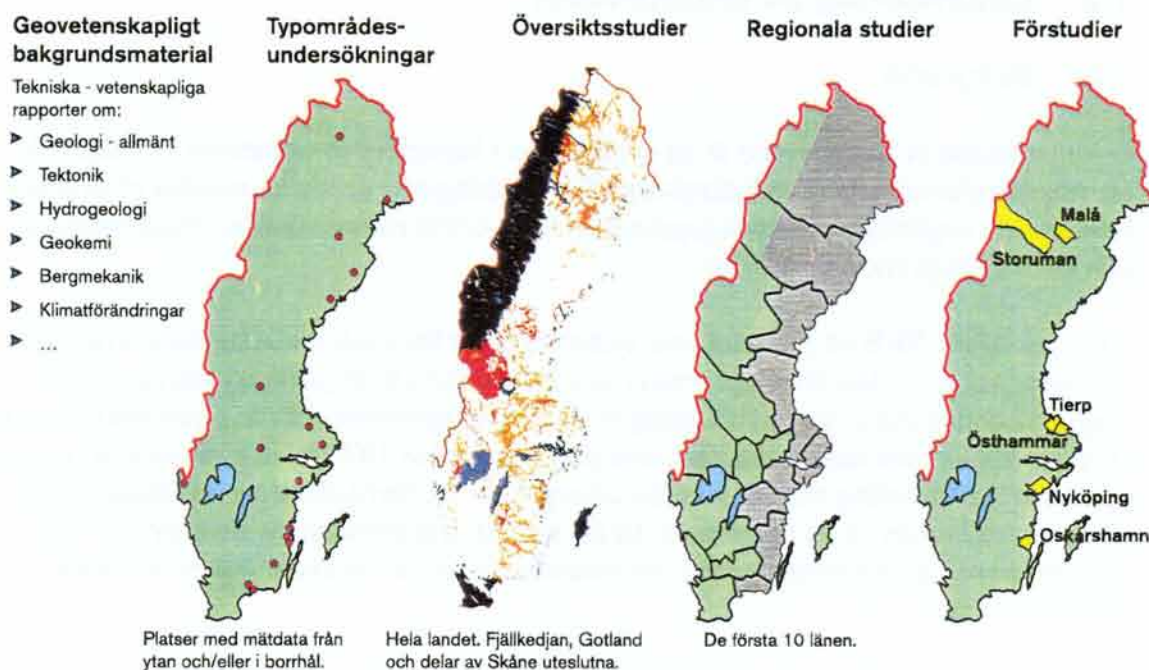 Geovetenskapligt
bakgrundsmaterial
Tekniska - vetenskapliga
rapporter om:
Geologi - allmänt
Tektonik
Hydrogeologi
Geokemi
Bergmekanik
Klimatförändringar
...
Typområdes-
undersökningar
Platser med mätdata från
ytan och/eller i borrhål.
Översiktsstudier
Hela landet. Fjällkedjan, Gotland
och delar av Skåne uteslutna.
Regionala studier
De första 10 länen.
Förstudier
Malå
Storuman
Tierp
Östhammar
Nyköping
Oskarshamn